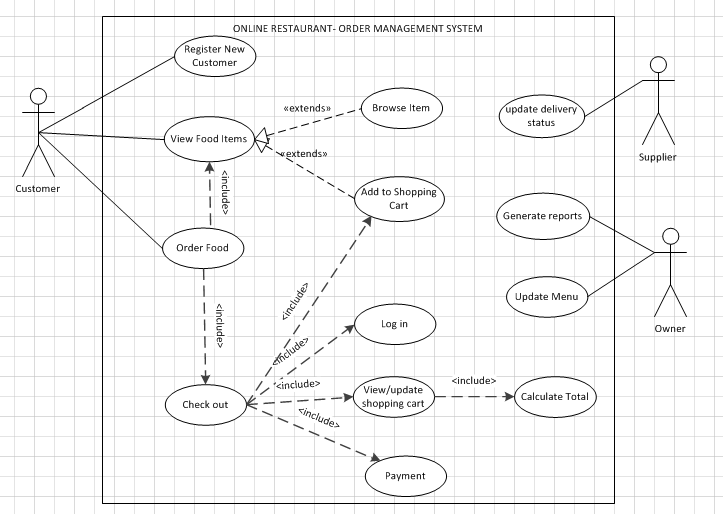 ONLINE RESTAURANT- ORDER MANAGEMENT SYSTEM
Register New
Customer
«extends»
Browse Item
update delivery
status
View Food Items
«extends»
Customer
Supplier
<include>
Add to Shopping
Cart
Generate reports
Order Food
<include>
Update Menu
<include>
Log in
Owner
<include>
<include>
View/update
shopping cart
<include>
Calculate Total
Check out
<include>
Payment